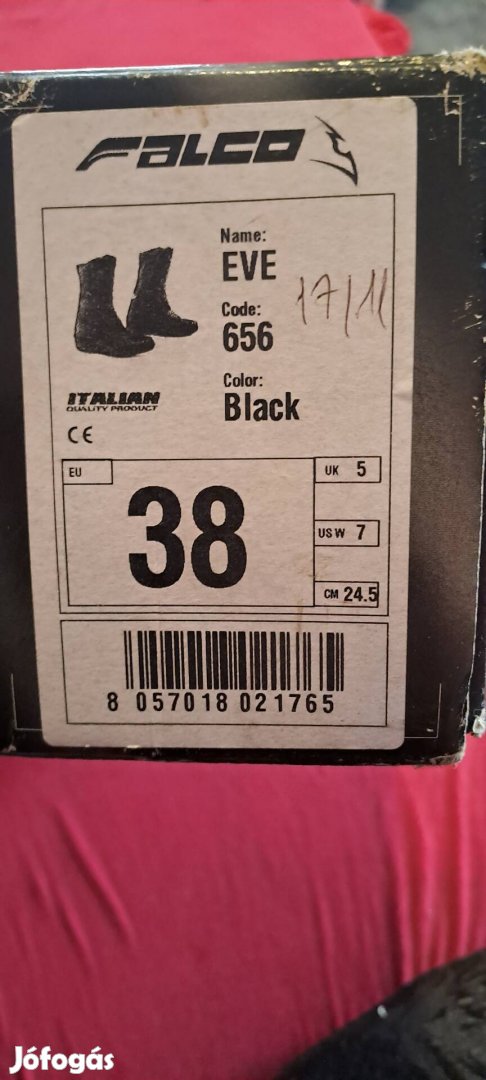 FALCO
Name:
EVE
Code:
656
17/11
Color:
Black
ITALIAN
QUALITY PRODUCT
CE
EU
38
UK 5
US W 7
CM 24.5
8 057018 021765
Jófogás